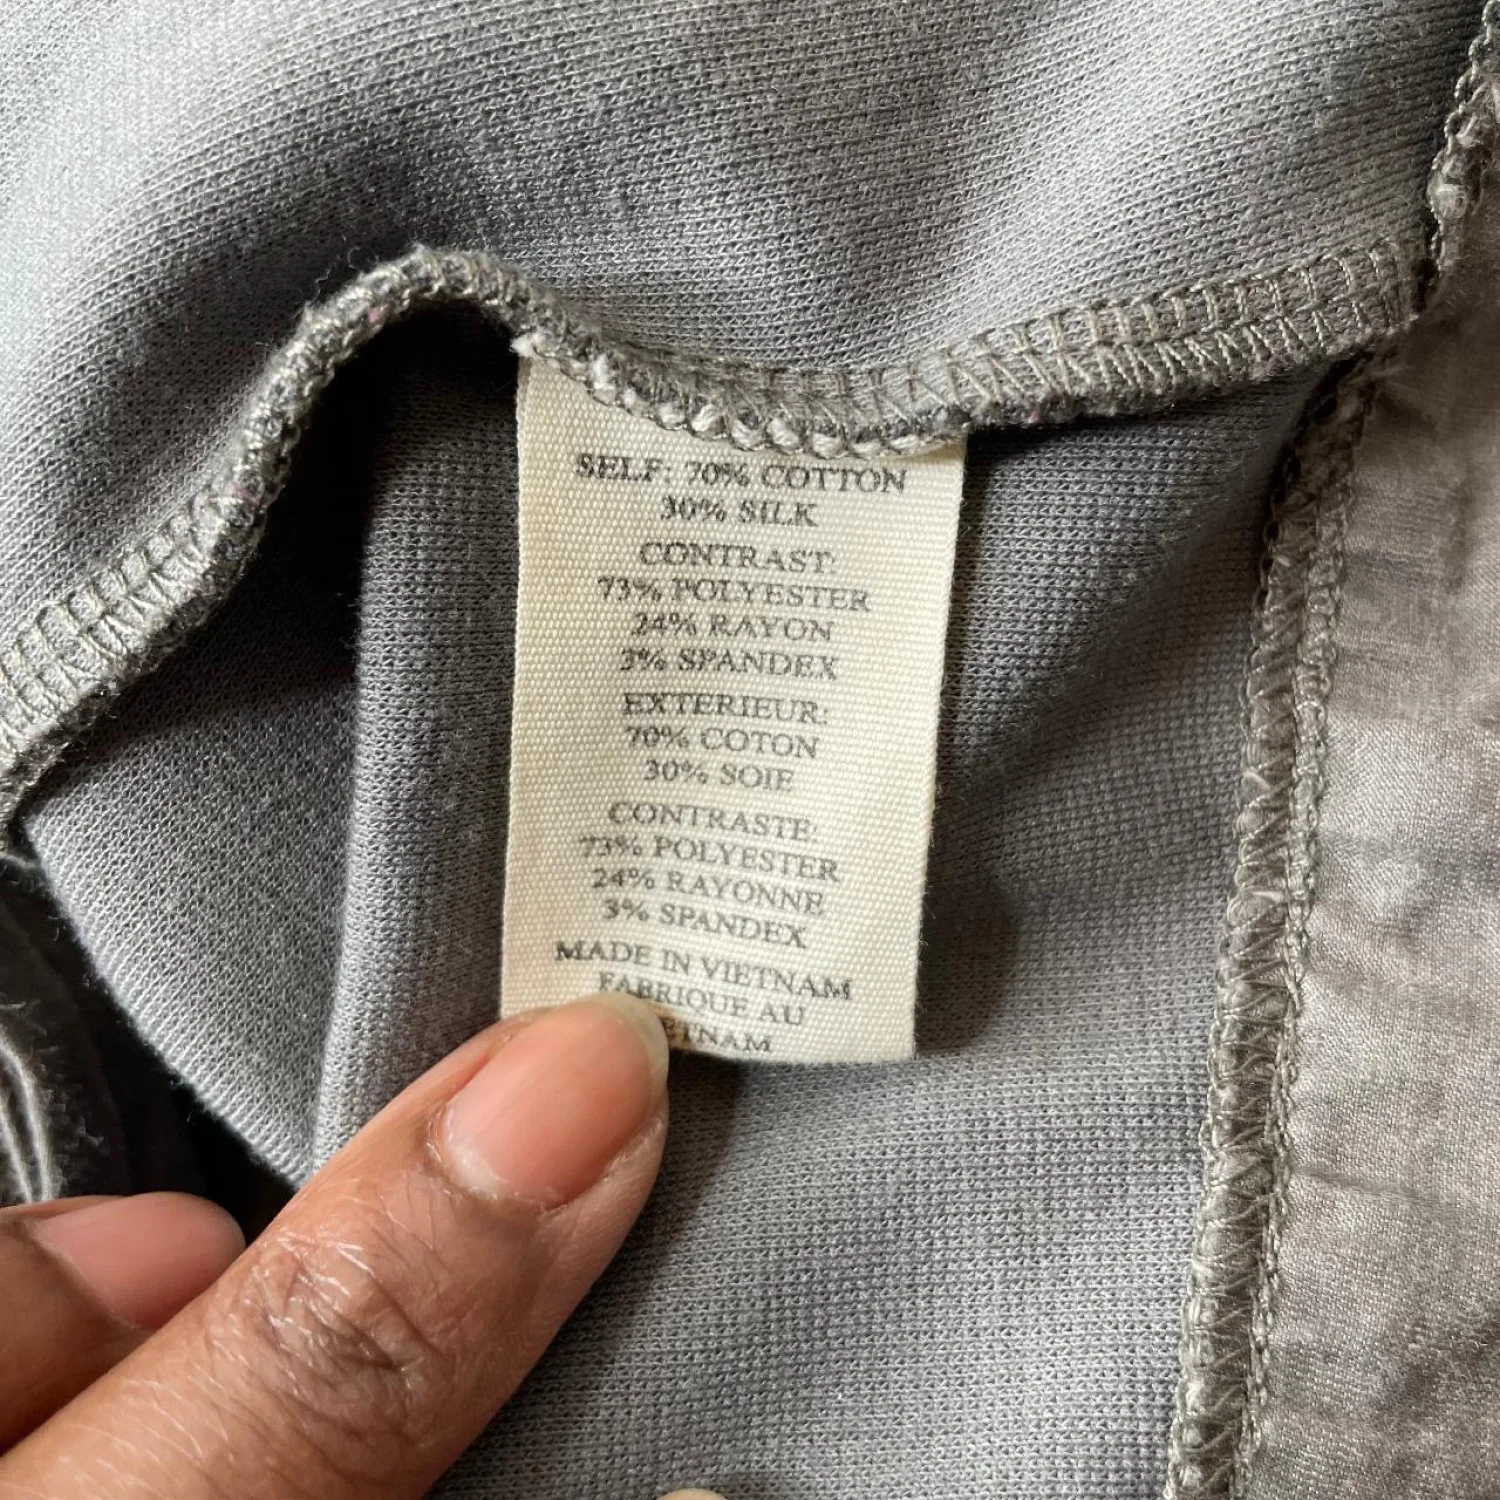 SELF: 70% COTTON
30% SILK
CONTRAST:
73% POLYESTER
24% RAYON
3% SPANDEX
EXTERIEUR:
70% COTON
30% SOIE
CONTRASTE:
73% POLYESTER
24% RAYONNE
3% SPANDEX
MADE IN VIETNAM
FABRIQUE AU